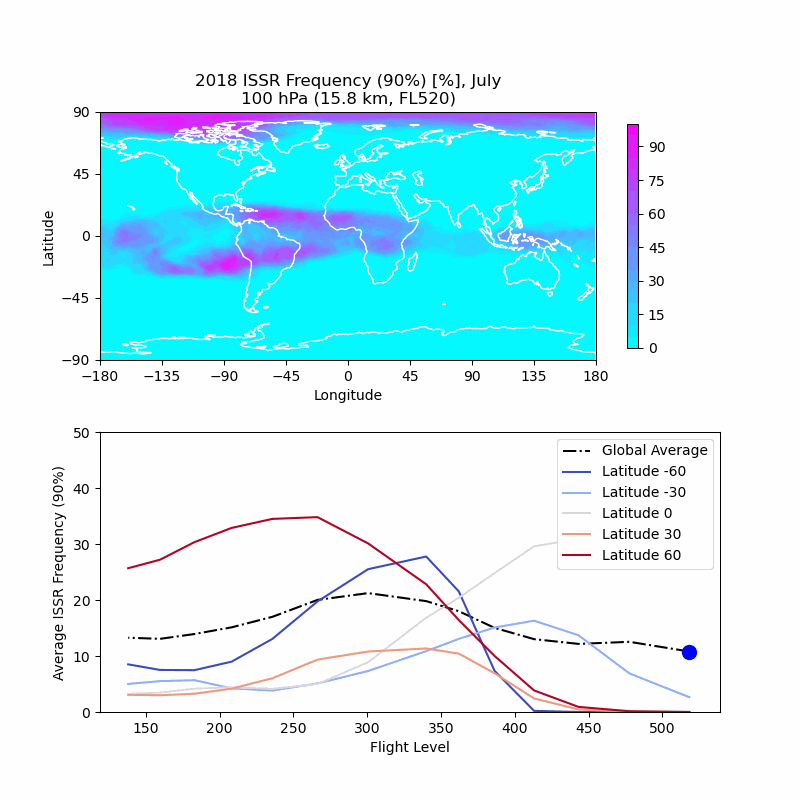 2018 ISSR Frequency (90%) [%], July
100 hPa (15.8 km, FL520)
90
45
0
−45
−90
Latitude
−180 −135 −90 −45 0 45 90 135 180
Longitude
90
75
60
45
30
15
0
50
40
30
20
10
0
Average ISSR Frequency (90%)
Global Average
Latitude -60
Latitude -30
Latitude 0
Latitude 30
Latitude 60
150 200 250 300 350 400 450 500
Flight Level